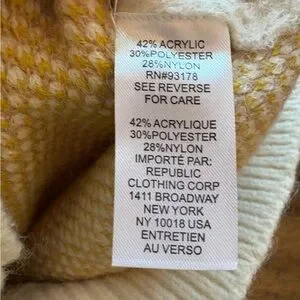 42% ACRYLIC
30%POLYESTER
28%NYLON
RN#93178
SEE REVERSE
FOR CARE
42% ACRYLIQUE
30%POLYESTER
28%NYLON
IMPORTÉ PAR:
REPUBLIC
CLOTHING CORP
1411 BROADWAY
NEW YORK
NY 10018 USA
ENTRETIEN
AU VERSO